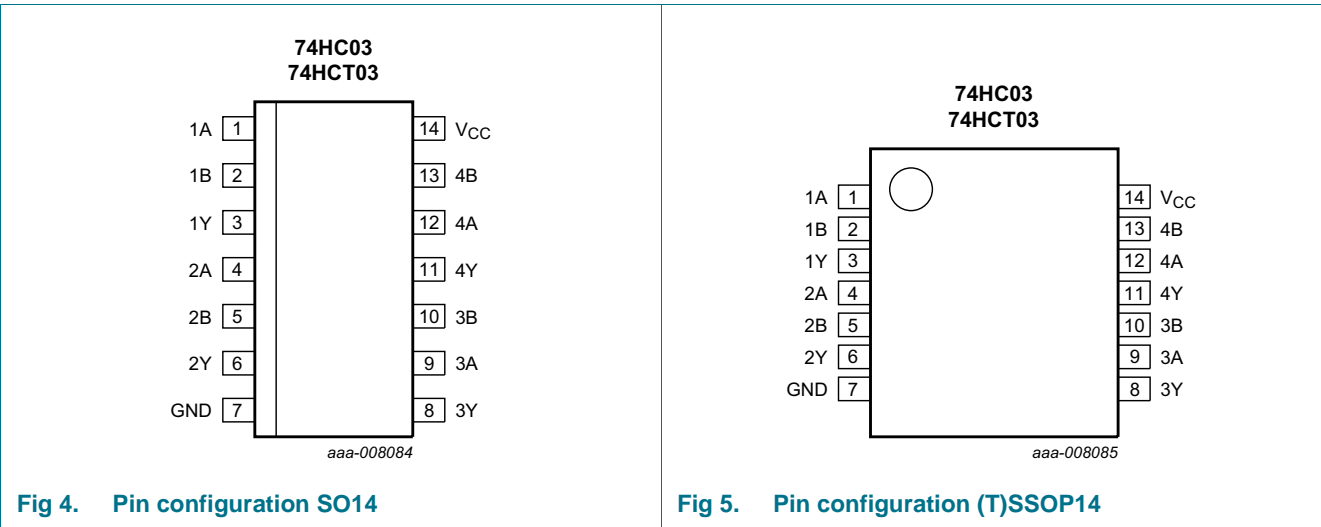 74HC03
74HCT03
1A 1 14 VCC
1B 2 13 4B
1Y 3 12 4A
2A 4 11 4Y
2B 5 10 3B
2Y 6 9 3A
GND 7 8 3Y
aaa-008084
Fig 4. Pin configuration SO14
74HC03
74HCT03
1A 1 14 VCC
1B 2 13 4B
1Y 3 12 4A
2A 4 11 4Y
2B 5 10 3B
2Y 6 9 3A
GND 7 8 3Y
aaa-008085
Fig 5. Pin configuration (T)SSOP14